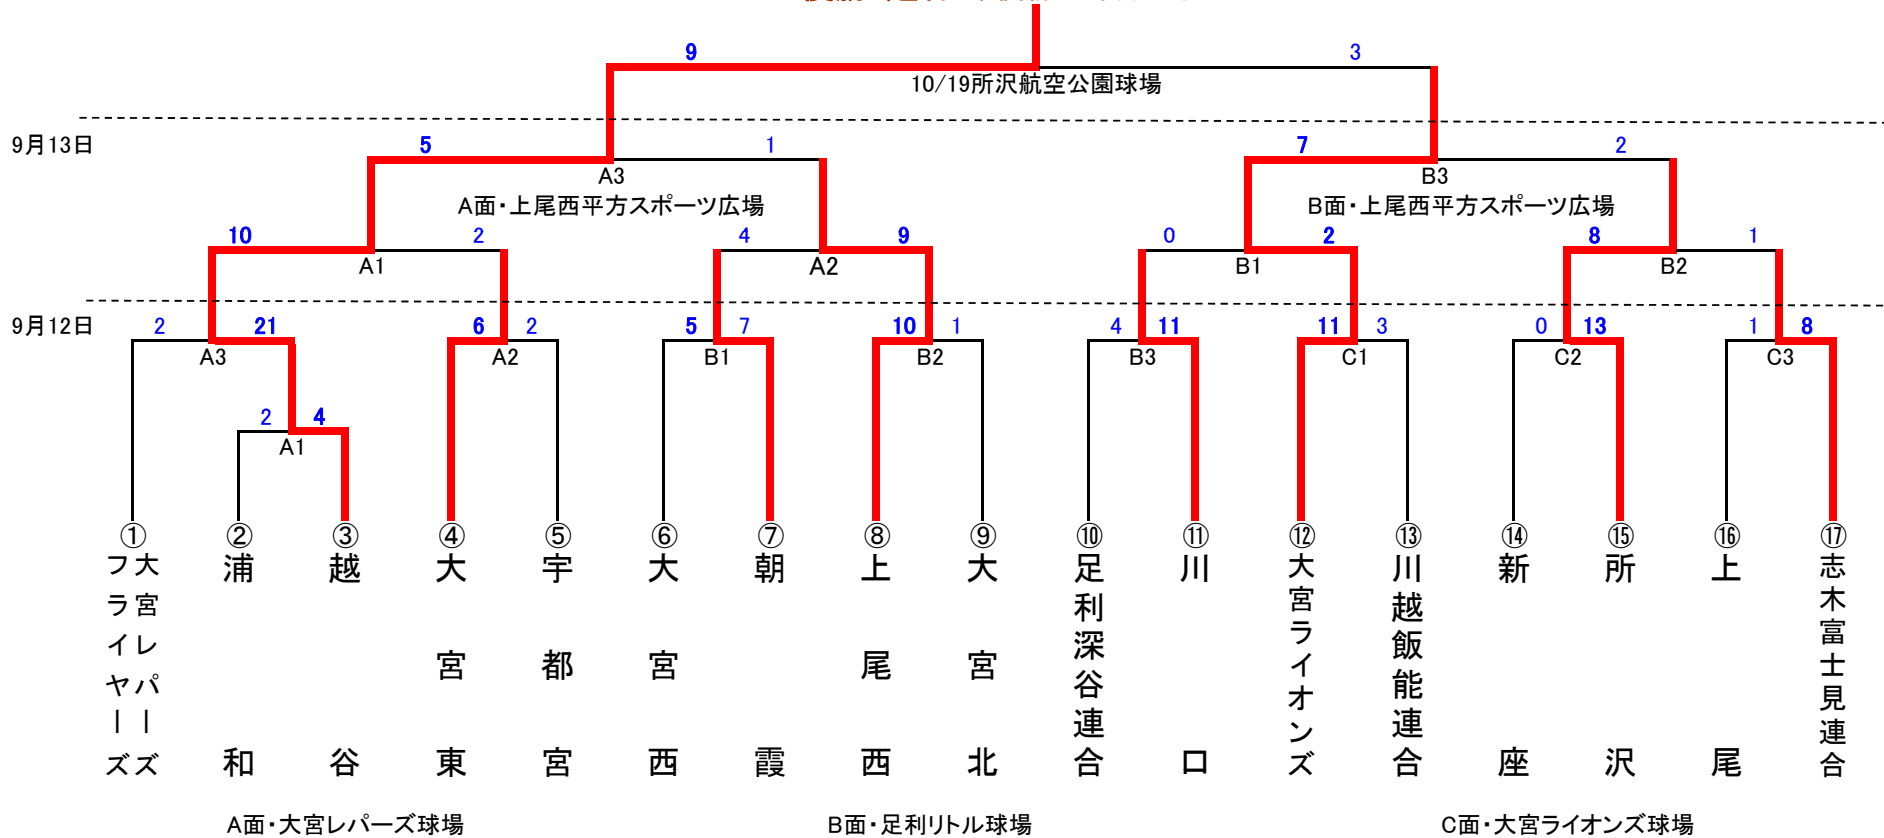 9 3
10/19所沢航空公園球場
9月13日
5 1 7 2
A3 B3
A面・上尾西平方スポーツ広場 B面・上尾西平方スポーツ広場
10 2 4 9 0 2 8 1
A1 A2 B1 B2
9月12日
2 21 6 2 5 7 10 1 4 11 11 3 0 13 1 8
A3 A2 B1 B2 B3 C1 C2 C3
2 4
A1
① 大宮レパーズフライヤーズ
② 浦和
③ 越谷
④ 大宮東
⑤ 宇都宮
⑥ 大宮西
⑦ 朝霞
⑧ 上尾西
⑨ 大宮北
⑩ 足利深谷連合
⑪ 川口
⑫ 大宮ライオンズ
⑬ 川越飯能連合
⑭ 新座
⑮ 所沢
⑯ 上尾
⑰ 志木富士見連合
A面・大宮レパーズ球場 B面・足利リトル球場 C面・大宮ライオンズ球場